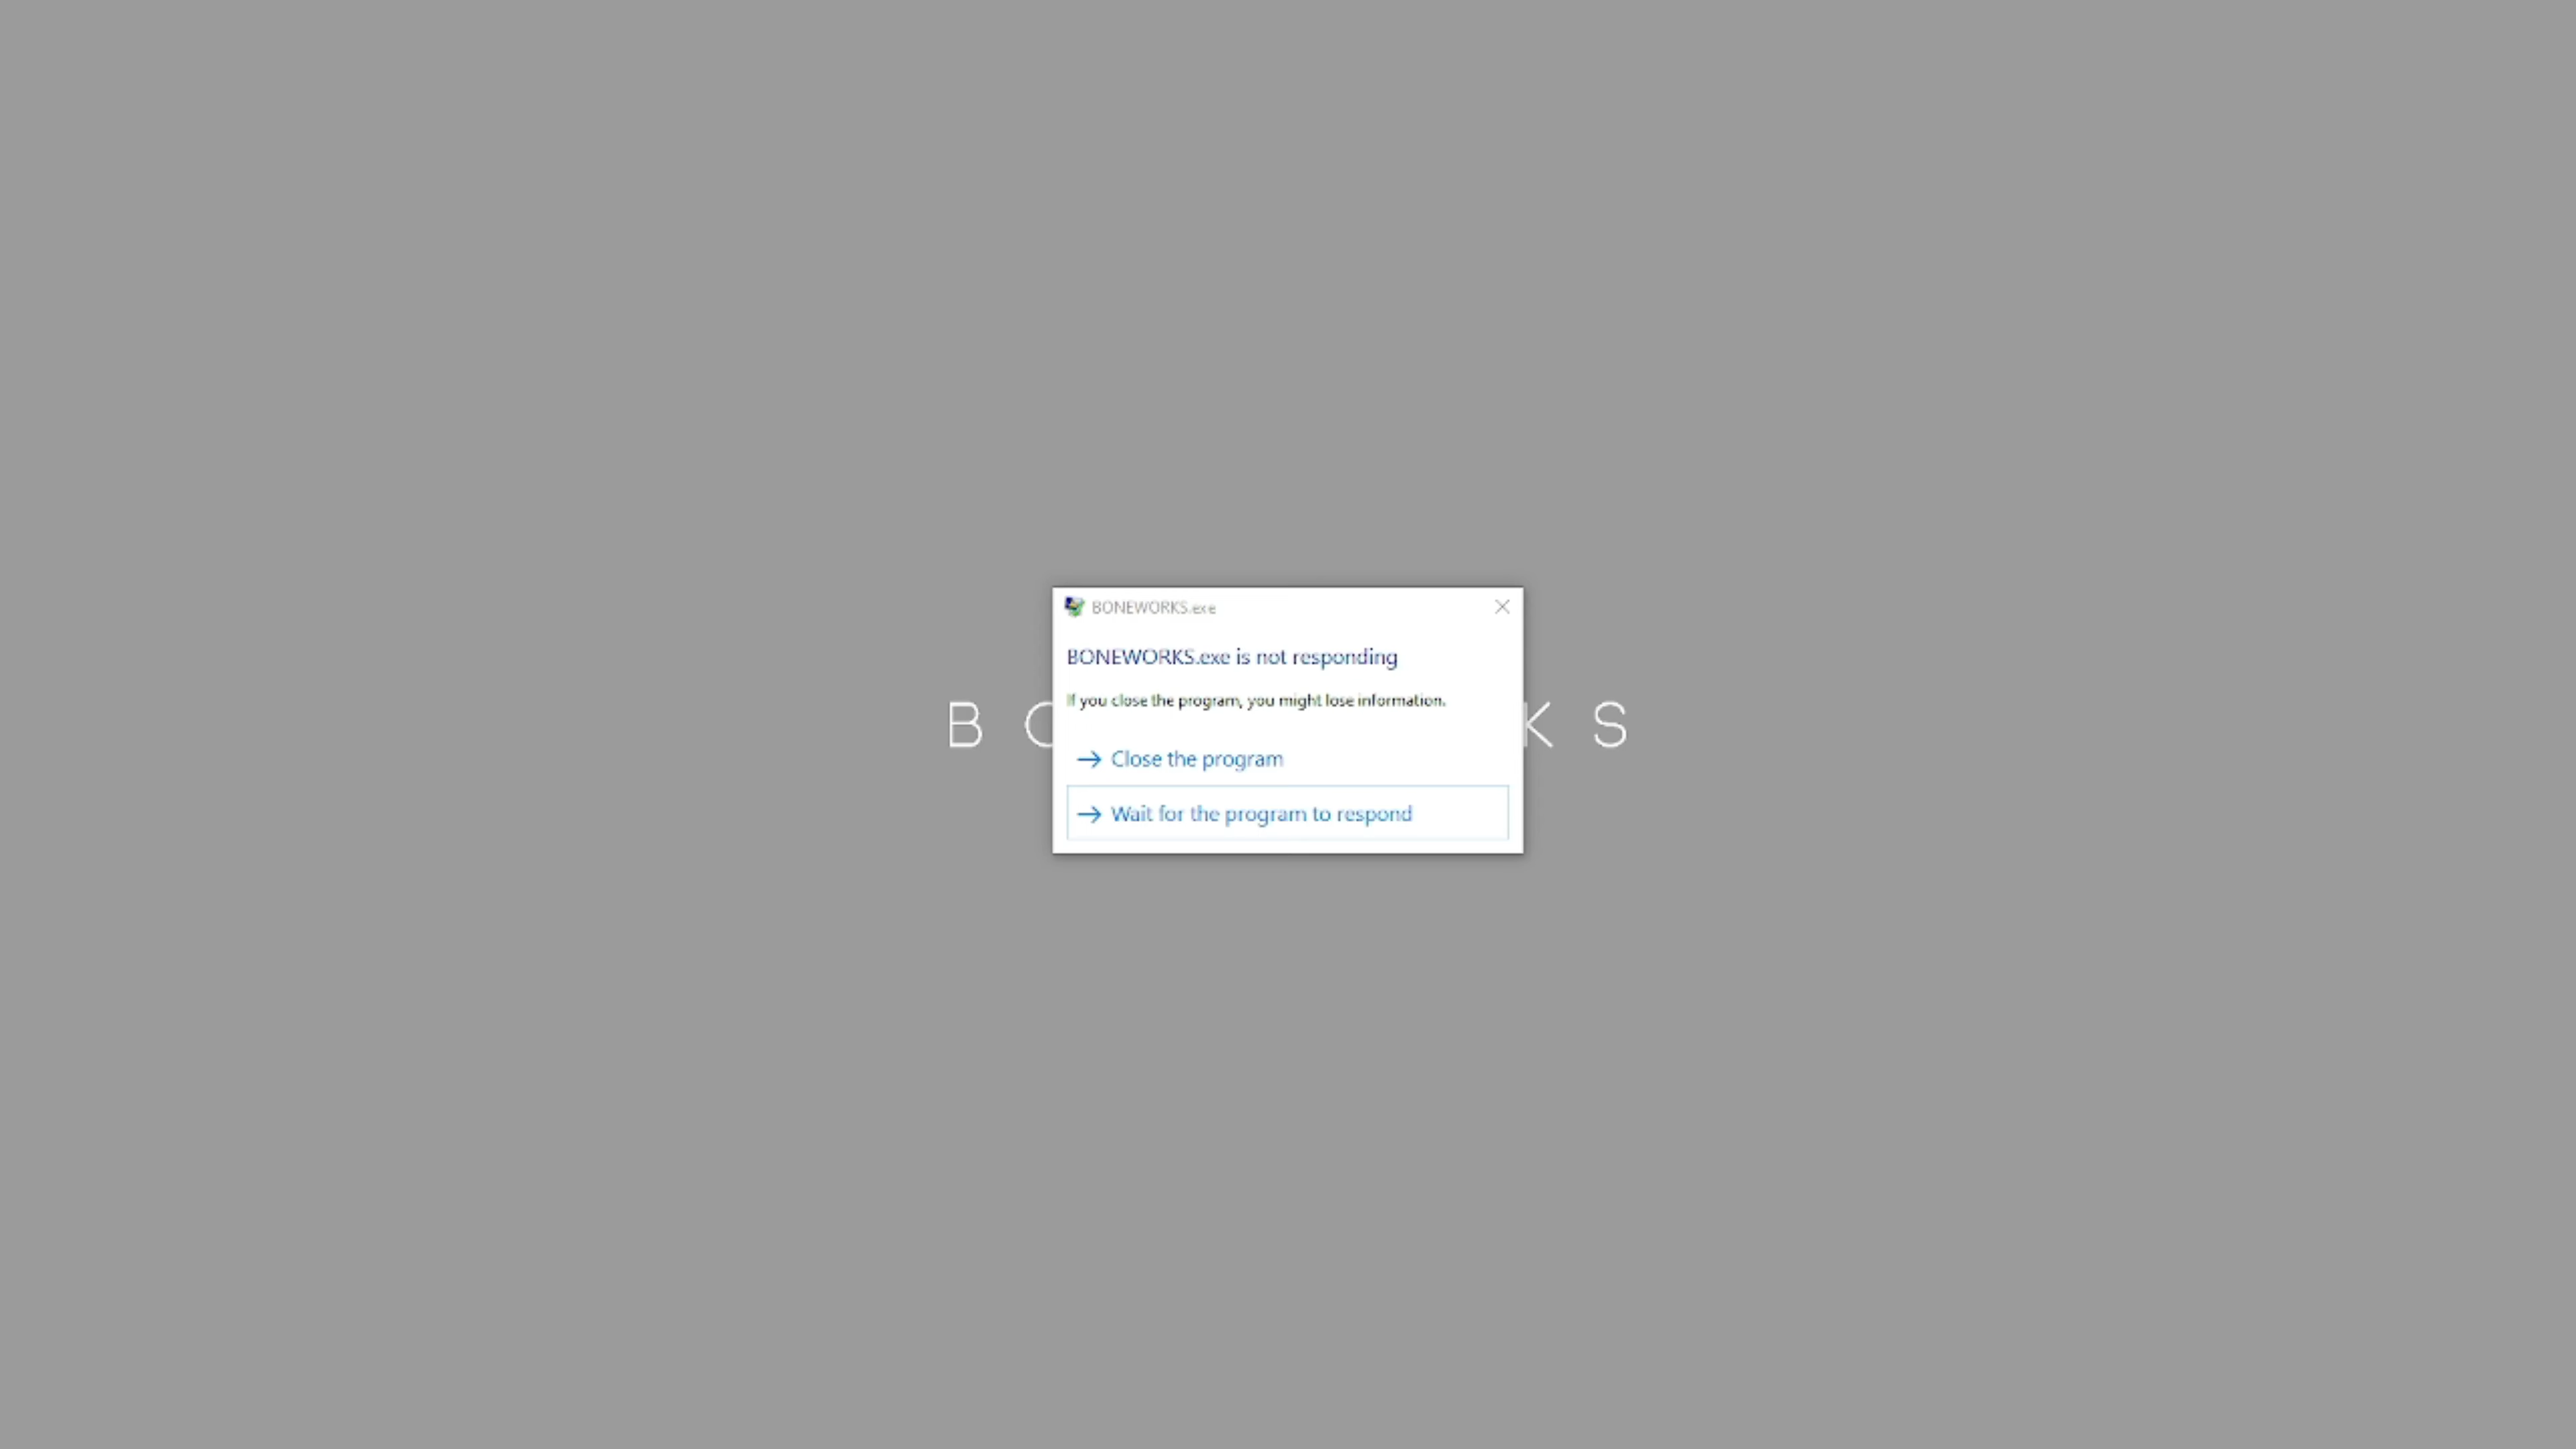 BONEWORKS.exe
BONEWORKS.exe is not responding
If you close the program, you might lose information.
B O K S
Close the program
Wait for the program to respond